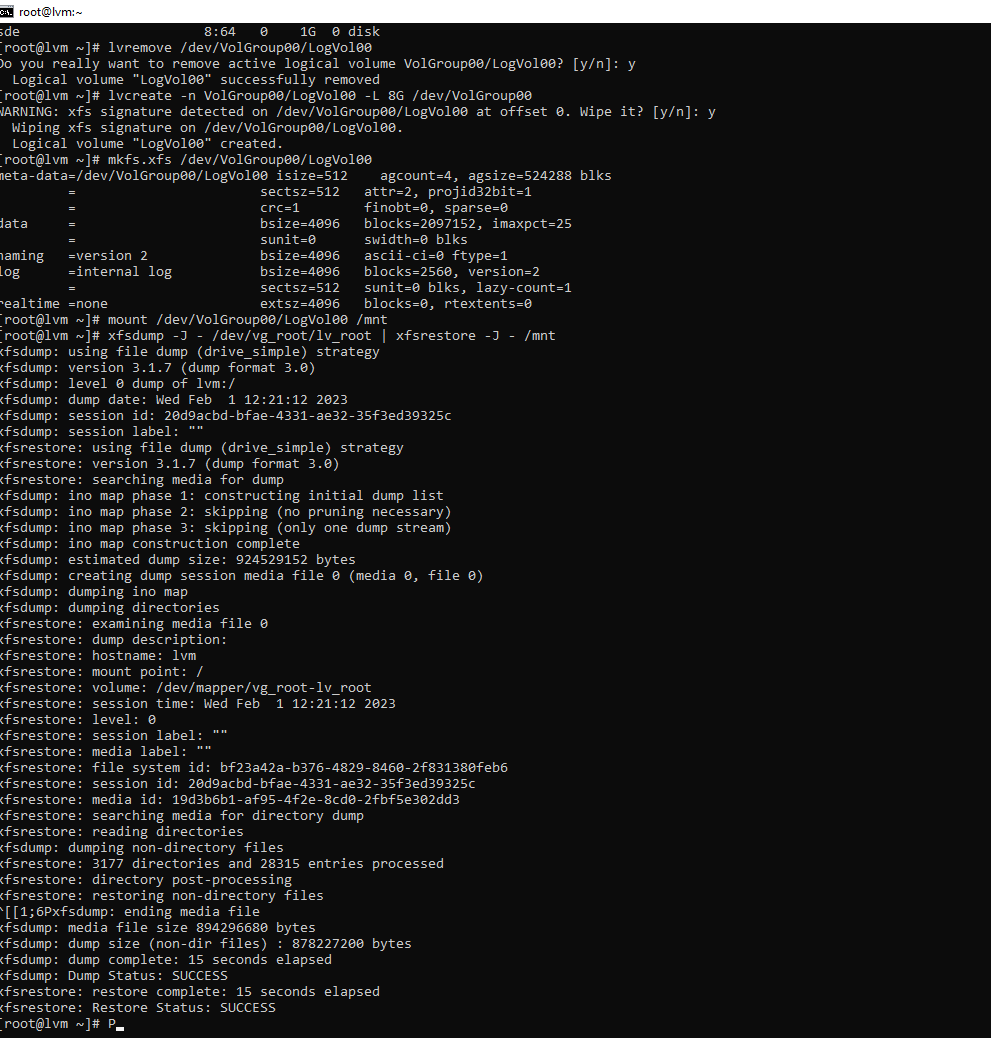 root@lvm:~
sde 8:64 0 1G 0 disk
[root@lvm ~]# lvremove /dev/VolGroup00/LogVol00
Do you really want to remove active logical volume VolGroup00/LogVol00? [y/n]: y
Logical volume "LogVol00" successfully removed
[root@lvm ~]# lvcreate -n VolGroup00/LogVol00 -L 8G /dev/VolGroup00
WARNING: xfs signature detected on /dev/VolGroup00/LogVol00 at offset 0. Wipe it? [y/n]: y
Wiping xfs signature on /dev/VolGroup00/LogVol00.
Logical volume "LogVol00" created.
[root@lvm ~]# mkfs.xfs /dev/VolGroup00/LogVol00
meta-data=/dev/VolGroup00/LogVol00 isize=512 agcount=4, agsize=524288 blks
= sectsz=512 attr=2, projid32bit=1
= crc=1 finobt=0, sparse=0
data = bsize=4096 blocks=2097152, imaxpct=25
= sunit=0 swidth=0 blks
naming =version 2 bsize=4096 ascii-ci=0 ftype=1
log =internal log bsize=4096 blocks=2560, version=2
= sectsz=512 sunit=0 blks, lazy-count=1
realtime =none extsz=4096 blocks=0, rtextents=0
[root@lvm ~]# mount /dev/VolGroup00/LogVol00 /mnt
[root@lvm ~]# xfsdump -J - /dev/vg_root/lv_root | xfsrestore -J - /mnt
xfsdump: using file dump (drive_simple) strategy
xfsdump: version 3.1.7 (dump format 3.0)
xfsdump: level 0 dump of lvm:/
xfsdump: dump date: Wed Feb  1 12:21:12 2023
xfsdump: session id: 20d9acbd-bfae-4331-ae32-35f3ed39325c
xfsdump: session label: ""
xfsrestore: using file dump (drive_simple) strategy
xfsrestore: version 3.1.7 (dump format 3.0)
xfsrestore: searching media for dump
xfsdump: ino map phase 1: constructing initial dump list
xfsdump: ino map phase 2: skipping (no pruning necessary)
xfsdump: ino map phase 3: skipping (only one dump stream)
xfsdump: ino map construction complete
xfsdump: estimated dump size: 924529152 bytes
xfsdump: creating dump session media file 0 (media 0, file 0)
xfsdump: dumping ino map
xfsdump: dumping directories
xfsrestore: examining media file 0
xfsrestore: dump description:
xfsrestore: hostname: lvm
xfsrestore: mount point: /
xfsrestore: volume: /dev/mapper/vg_root-lv_root
xfsrestore: session time: Wed Feb  1 12:21:12 2023
xfsrestore: level: 0
xfsrestore: session label: ""
xfsrestore: media label: ""
xfsrestore: file system id: bf23a42a-b376-4829-8460-2f831380feb6
xfsrestore: session id: 20d9acbd-bfae-4331-ae32-35f3ed39325c
xfsrestore: media id: 19d3b6b1-af95-4f2e-8cd0-2fbf5e302dd3
xfsrestore: searching media for directory dump
xfsrestore: reading directories
xfsdump: dumping non-directory files
xfsrestore: 3177 directories and 28315 entries processed
xfsrestore: directory post-processing
xfsrestore: restoring non-directory files
^[[1;6Pxfsdump: ending media file
xfsdump: media file size 894296680 bytes
xfsdump: dump size (non-dir files) : 878227200 bytes
xfsdump: dump complete: 15 seconds elapsed
xfsdump: Dump Status: SUCCESS
xfsrestore: restore complete: 15 seconds elapsed
xfsrestore: Restore Status: SUCCESS
[root@lvm ~]# P